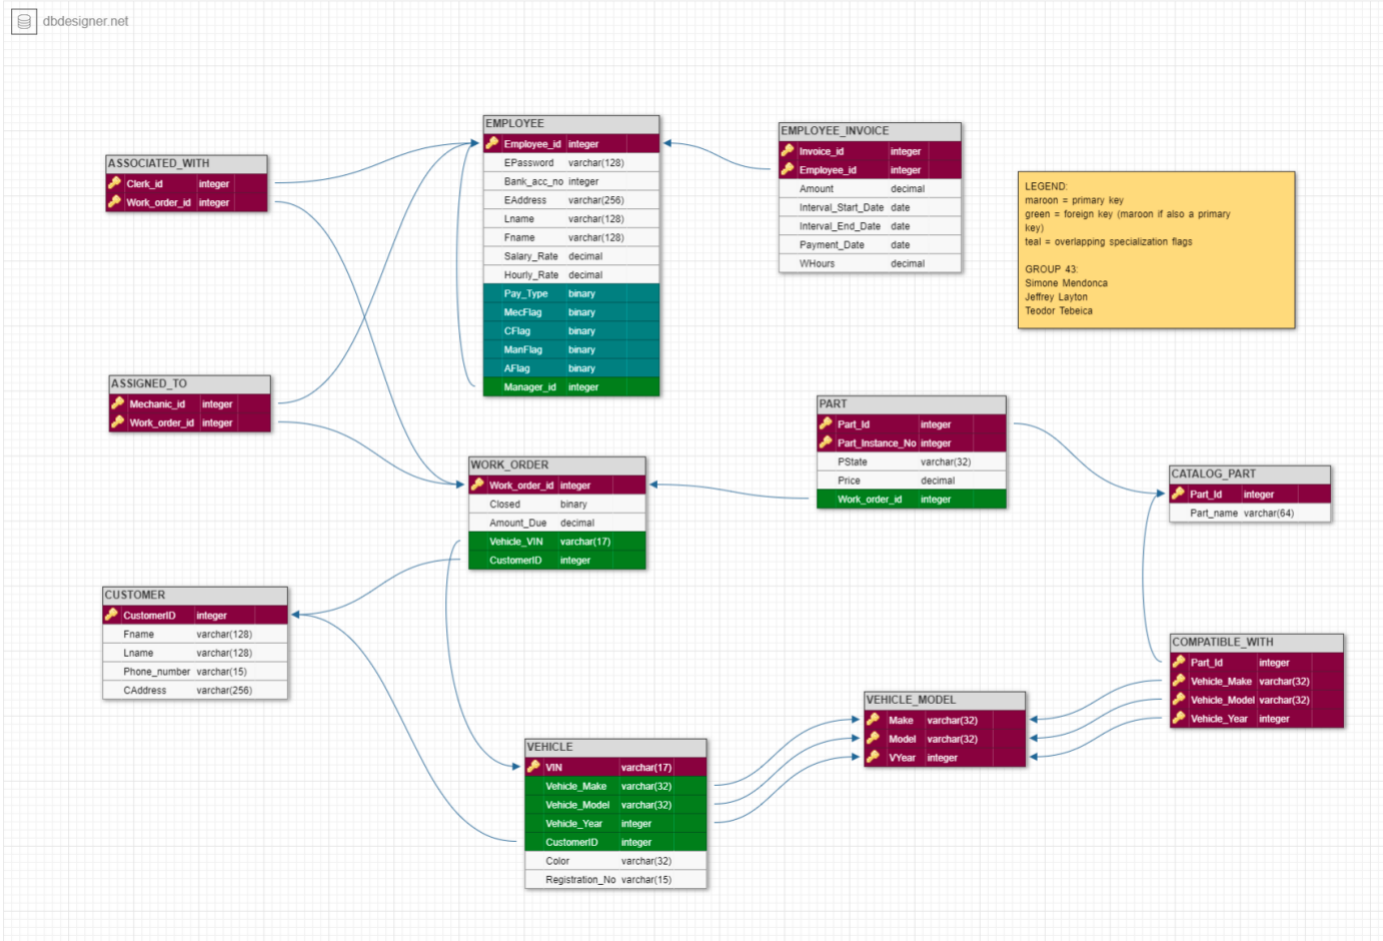 dbdesigner.net
EMPLOYEE
Employee_id integer
EPassword varchar(128)
Bank_acc_no integer
EAddress varchar(256)
Lname varchar(128)
Fname varchar(128)
Salary_Rate decimal
Hourly_Rate decimal
Pay_Type binary
MecFlag binary
CFlag binary
ManFlag binary
AFlag binary
Manager_id integer
EMPLOYEE_INVOICE
Invoice_id integer
Employee_id integer
Amount decimal
Interval_Start_Date date
Interval_End_Date date
Payment_Date date
WHours decimal
ASSOCIATED_WITH
Clerk_id integer
Work_order_id integer
LEGEND:
maroon = primary key
green = foreign key (maroon if also a primary
key)
teal = overlapping specialization flags
GROUP 43:
Simone Mendonca
Jeffrey Layton
Teodor Tebeica
ASSIGNED_TO
Mechanic_id integer
Work_order_id integer
PART
Part_Id integer
Part_Instance_No integer
PState varchar(32)
Price decimal
Work_order_id integer
WORK_ORDER
Work_order_id integer
Closed binary
Amount_Due decimal
Vehicle_VIN varchar(17)
CustomerID integer
CATALOG_PART
Part_Id integer
Part_name varchar(64)
CUSTOMER
CustomerID integer
Fname varchar(128)
Lname varchar(128)
Phone_number varchar(15)
CAddress varchar(256)
COMPATIBLE_WITH
Part_Id integer
Vehicle_Make varchar(32)
Vehicle_Model varchar(32)
Vehicle_Year integer
VEHICLE_MODEL
Make varchar(32)
Model varchar(32)
VYear integer
VEHICLE
VIN varchar(17)
Vehicle_Make varchar(32)
Vehicle_Model varchar(32)
Vehicle_Year integer
CustomerID integer
Color varchar(32)
Registration_No varchar(15)